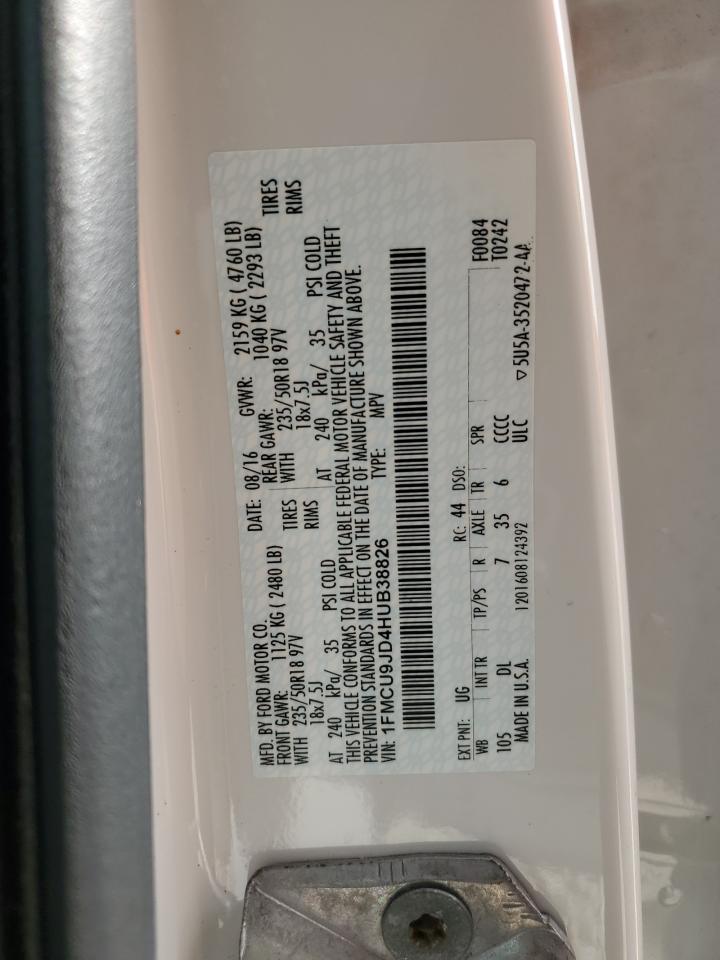 MFD. BY FORD MOTOR CO.
DATE: 08/16 GVWR: 2159 KG ( 4760 LB)
FRONT GAWR: 1125 KG ( 2480 LB)
REAR GAWR: 1040 KG ( 2293 LB)
WITH 235/50R18 97V TIRES
WITH 235/50R18 97V TIRES
18x7.5J RIMS
18x7.5J RIMS
AT 240 kPa/ 35 PSI COLD
AT 240 kPa/ 35 PSI COLD
THIS VEHICLE CONFORMS TO ALL APPLICABLE FEDERAL MOTOR VEHICLE SAFETY AND THEFT
PREVENTION STANDARDS IN EFFECT ON THE DATE OF MANUFACTURE SHOWN ABOVE.
VIN: 1FMCU9JD4HUB38826 TYPE: MPV
EXT PNT: UG RC: 44 DSO: F0084
WB INT TR TP/PS R AXLE TR SPR T0242
105 DL 7 35 6 CCCC
MADE IN U.S.A. 1201608124392 ULC ▽5U5A-3520472-AA